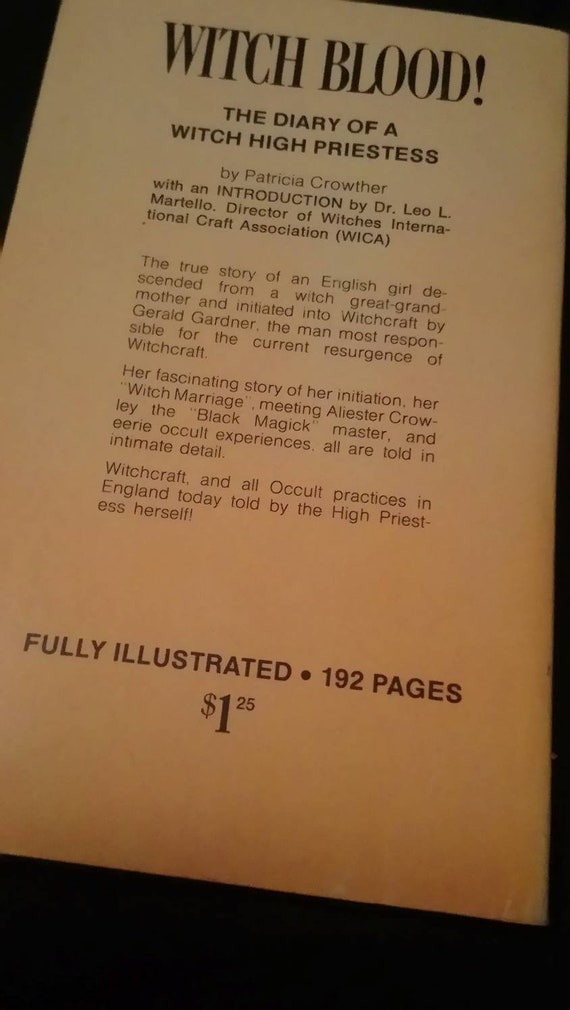 WITCH BLOOD!
THE DIARY OF A
WITCH HIGH PRIESTESS
by Patricia Crowther
with an INTRODUCTION by Dr. Leo L.
Martello. Director of Witches Interna-
tional Craft Association (WICA)
The true story of an English girl de-
scended from a witch great-grand-
mother and initiated into Witchcraft by
Gerald Gardner, the man most respon-
sible for the current resurgence of
Witchcraft.
Her fascinating story of her initiation, her
"Witch Marriage", meeting Aliester Crow-
ley the "Black Magick" master, and
eerie occult experiences, all are told in
intimate detail.
Witchcraft, and all Occult practices in
England today told by the High Priest-
ess herself!
FULLY ILLUSTRATED • 192 PAGES
$1 25